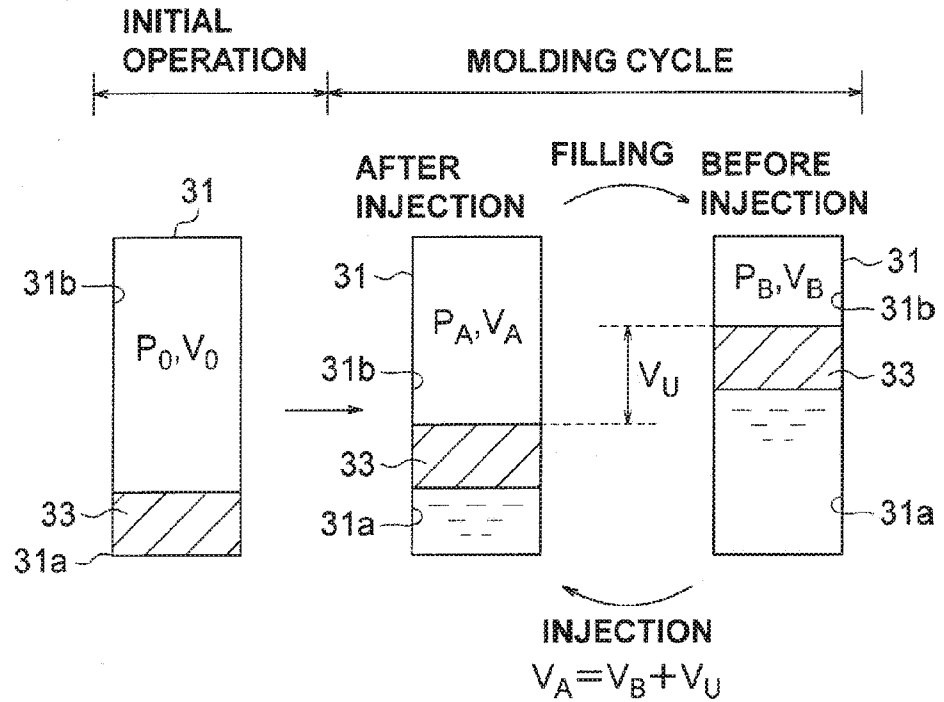 INITIAL
OPERATION
MOLDING CYCLE
AFTER
INJECTION
FILLING
BEFORE
INJECTION
31
31b
P0,V0
33
31a
31
PA,VA
31b
33
31a
VU
31
PB,VB
31b
33
31a
INJECTION
VA=VB+VU